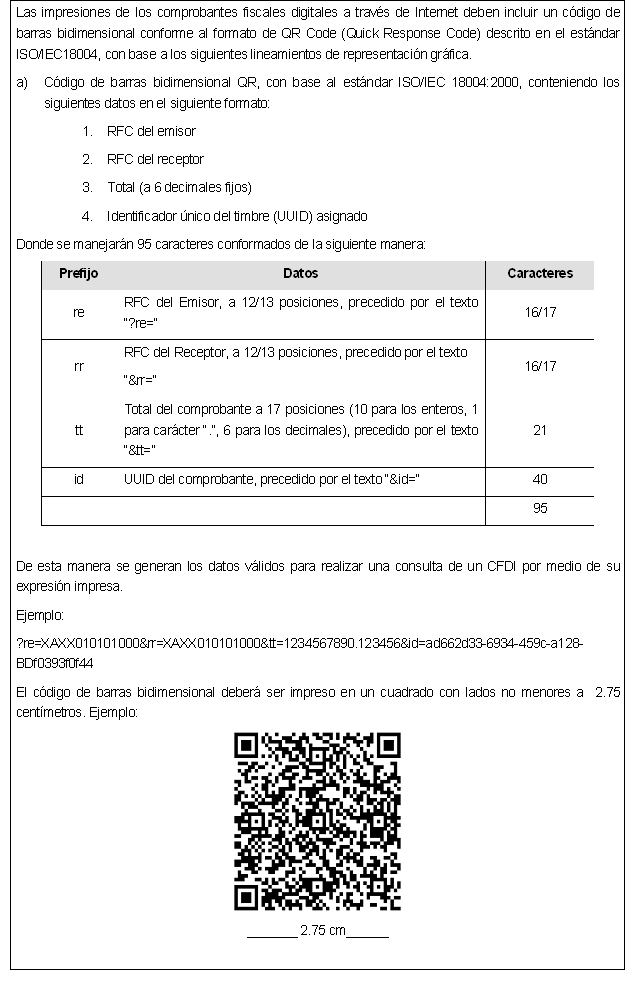 Las impresiones de los comprobantes fiscales digitales a través de Internet deben incluir un código de
barras bidimensional conforme al formato de QR Code (Quick Response Code) descrito en el estándar
ISO/IEC18004, con base a los siguientes lineamientos de representación gráfica.
a) Código de barras bidimensional QR, con base al estándar ISO/IEC 18004:2000, conteniendo los
siguientes datos en el siguiente formato:
1. RFC del emisor
2. RFC del receptor
3. Total (a 6 decimales fijos)
4. Identificador único del timbre (UUID) asignado
Donde se manejarán 95 caracteres conformados de la siguiente manera:
Prefijo Datos Caracteres
re RFC del Emisor, a 12/13 posiciones, precedido por el texto 16/17
"?re="
rr RFC del Receptor, a 12/13 posiciones, precedido por el texto 16/17
"&rr="
Total del comprobante a 17 posiciones (10 para los enteros, 1
tt para carácter ".", 6 para los decimales), precedido por el texto 21
"&tt="
id UUID del comprobante, precedido por el texto "&id=" 40
95
De esta manera se generan los datos válidos para realizar una consulta de un CFDI por medio de su
expresión impresa.
Ejemplo:
?re=XAXX010101000&rr=XAXX010101000&tt=1234567890.123456&id=ad662d33-6934-459c-a128-
BDf0393f0f44
El código de barras bidimensional deberá ser impreso en un cuadrado con lados no menores a 2.75
centímetros. Ejemplo:
_______ 2.75 cm______